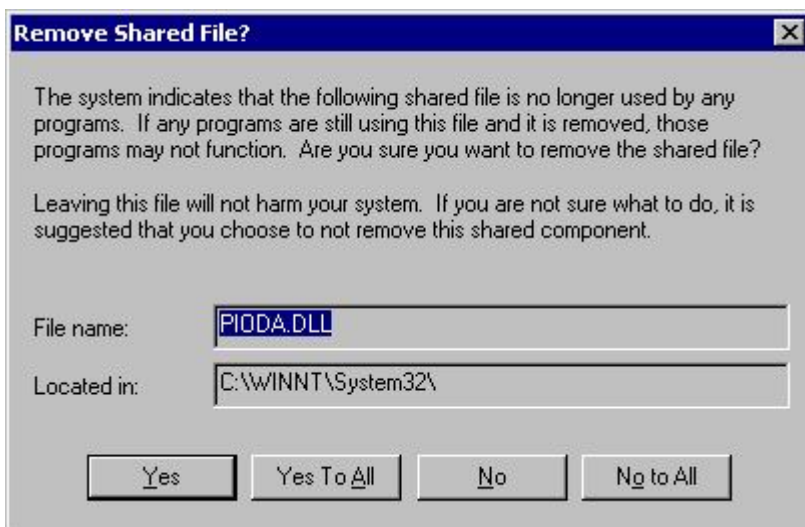 Remove Shared File?
The system indicates that the following shared file is no longer used by any
programs. If any programs are still using this file and it is removed, those
programs may not function. Are you sure you want to remove the shared file?
Leaving this file will not harm your system. If you are not sure what to do, it is
suggested that you choose to not remove this shared component.
File name: PIODA.DLL
Located in: C:\WINNT\System32\
Yes Yes To All No No to All